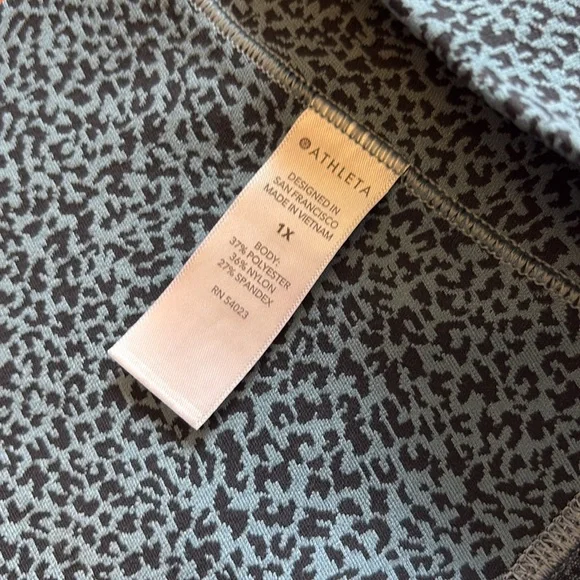 ATHLETA
DESIGNED IN
SAN FRANCISCO
MADE IN VIETNAM
1X
BODY:
37% POLYESTER
36% NYLON
27% SPANDEX
RN 54023